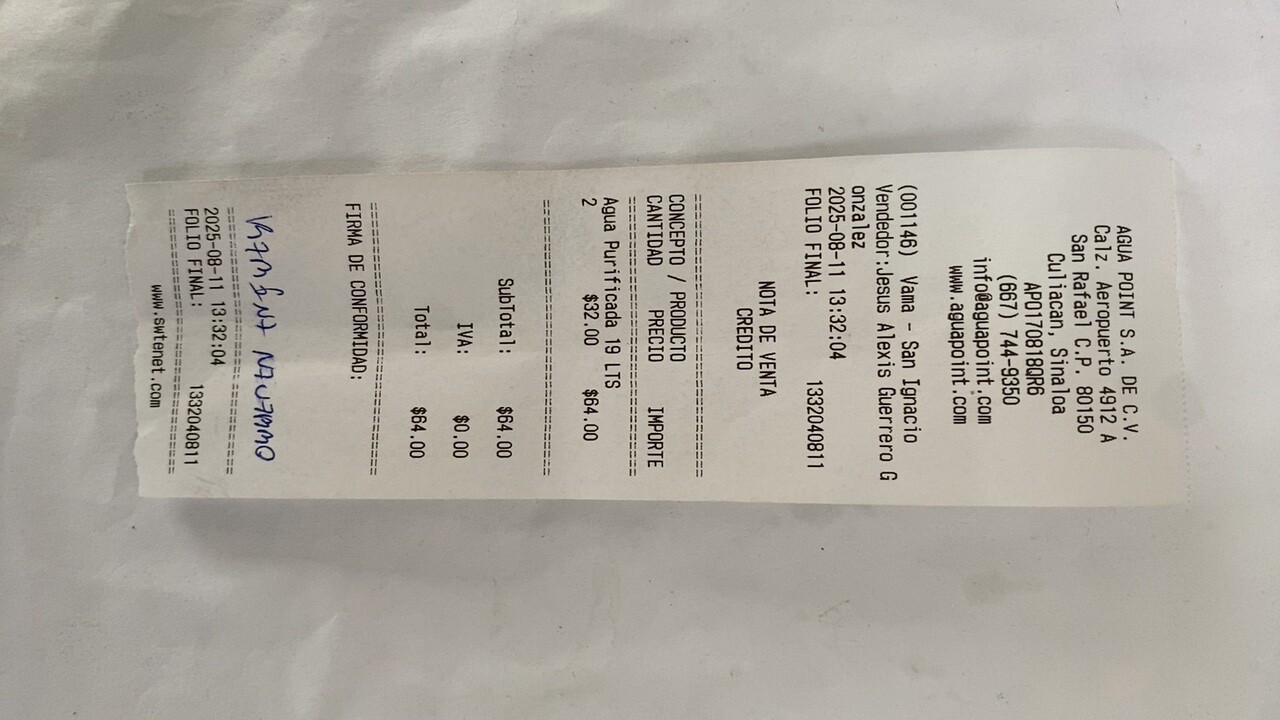 AGUA POINT S.A. DE C.V.
Calz. Aeropuerto 4912 A
San Rafael C.P. 80150
Culiacan, Sinaloa
APO170818QR6
(667) 744-9350
info@aguapoint.com
www.aguapoint.com
(001146) Vama - San Ignacio
Vendedor:Jesus Alexis Guerrero G
onzalez
2025-08-11 13:32:04
FOLIO FINAL: 1332040811
NOTA DE VENTA
CREDITO
================================
CONCEPTO / PRODUCTO
CANTIDAD PRECIO IMPORTE
================================
Agua Purificada 19 LTS
2 $32.00 $64.00
================================
SubTotal: $64.00
IVA: $0.00
Total: $64.00
================================
FIRMA DE CONFORMIDAD:
================================
2025-08-11 13:32:04
FOLIO FINAL: 1332040811
================================
www.swtenet.com